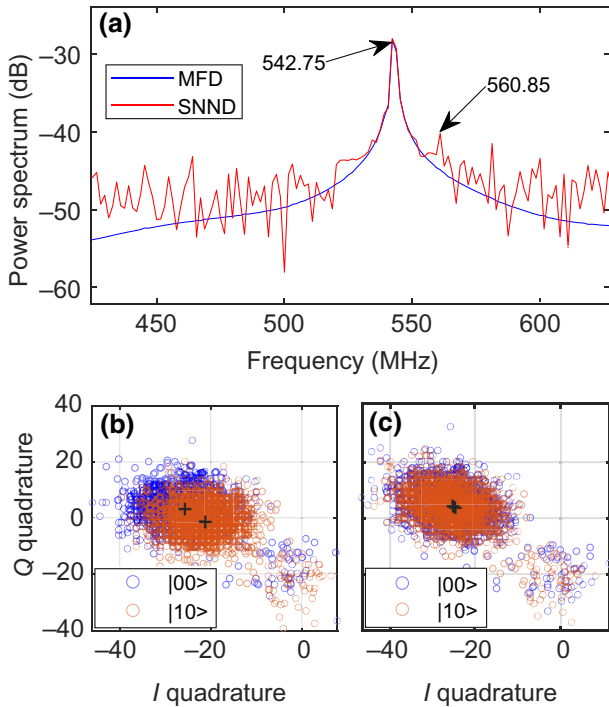 (a)
542.75
560.85
MFD
SNND
Power spectrum (dB)
−30
−40
−50
−60
450
500
550
600
Frequency (MHz)
(b)
(c)
Q quadrature
40
20
0
−20
−40
|00>
|10>
|00>
|10>
−40
−20
0
−40
−20
0
I quadrature
I quadrature